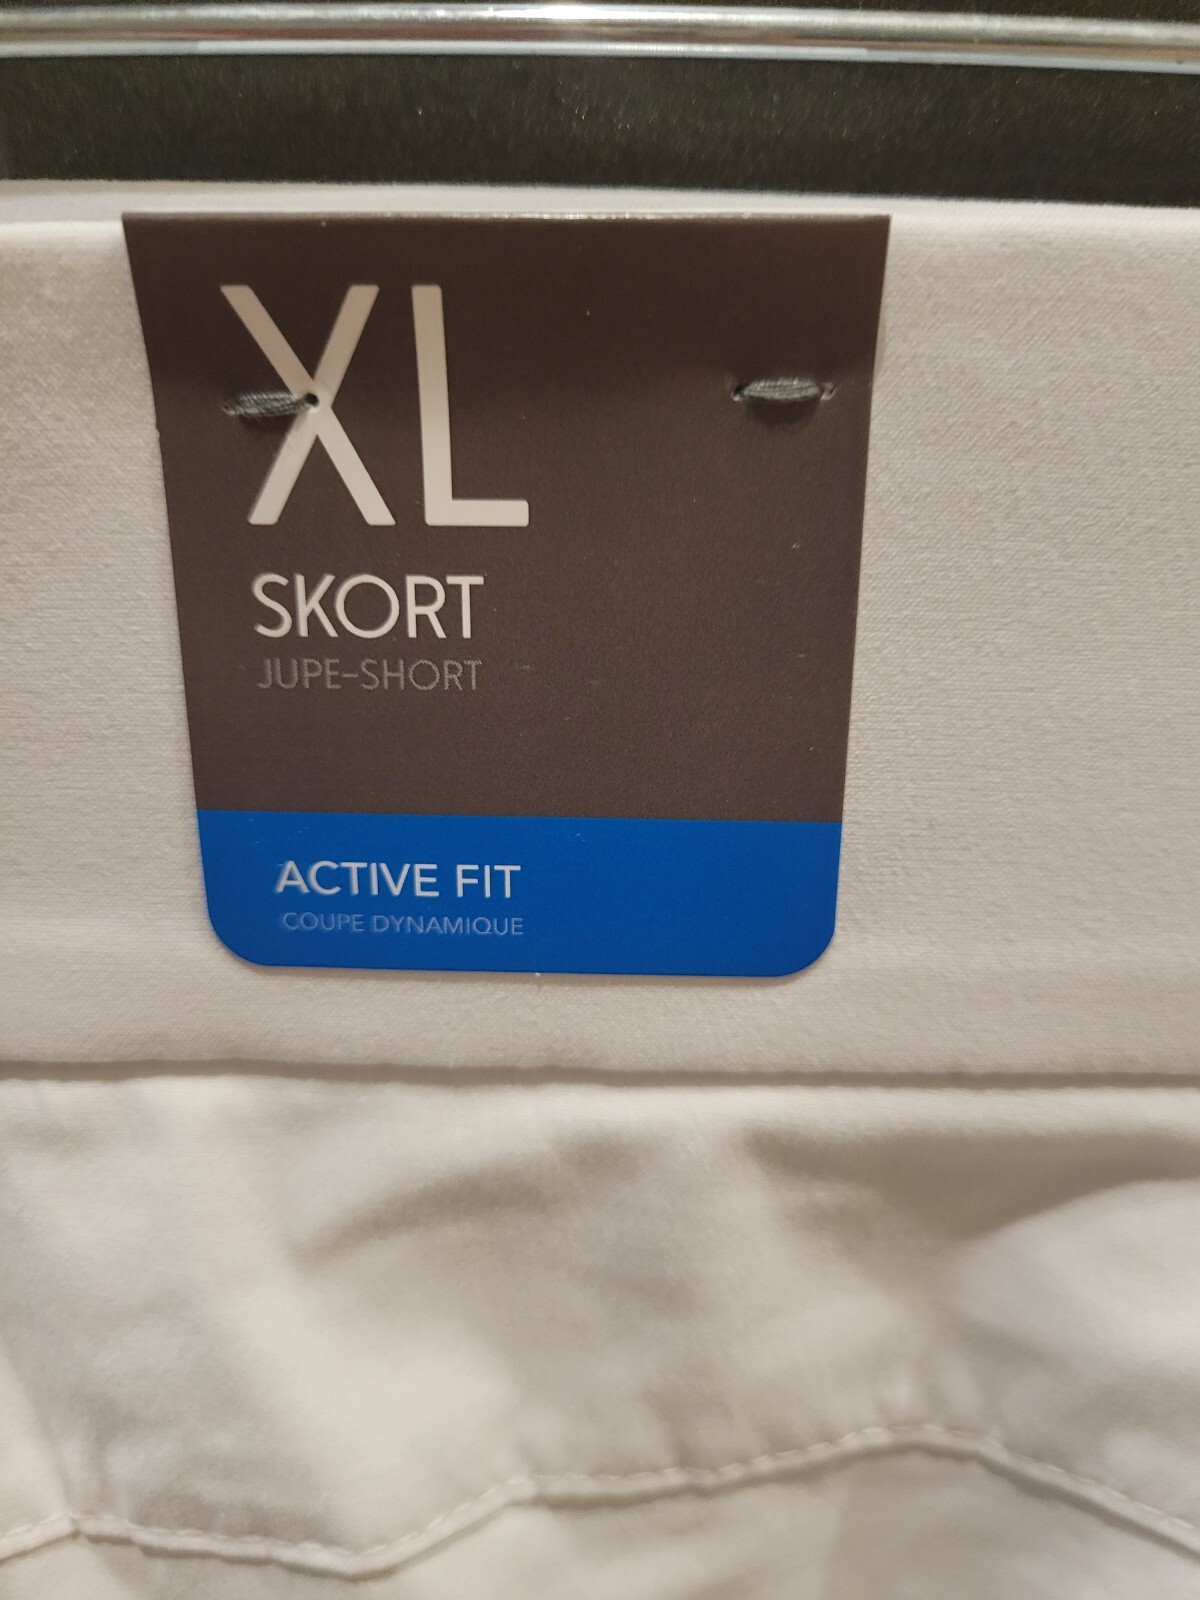 XL
SKORT
JUPE-SHORT
ACTIVE FIT
COUPE DYNAMIQUE